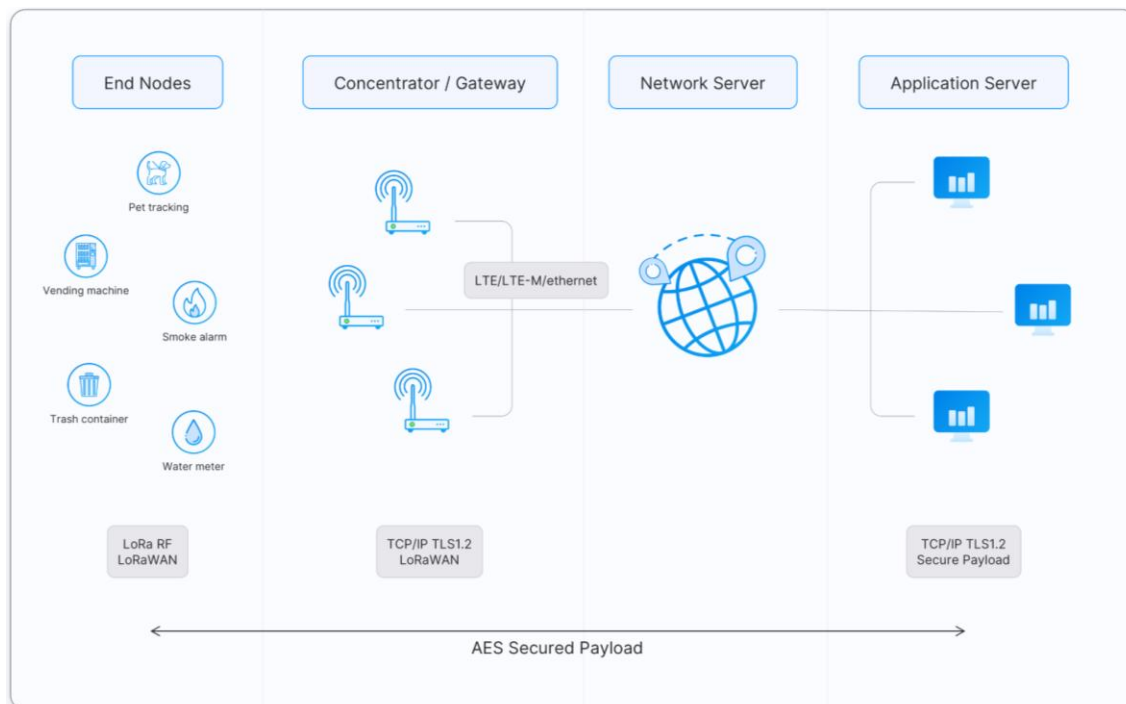 End Nodes
Concentrator / Gateway
Network Server
Application Server
Pet tracking
Vending machine
Smoke alarm
Trash container
Water meter
LTE/LTE-M/ethernet
LoRa RF
LoRaWAN
TCP/IP TLS1.2
LoRaWAN
TCP/IP TLS1.2
Secure Payload
AES Secured Payload